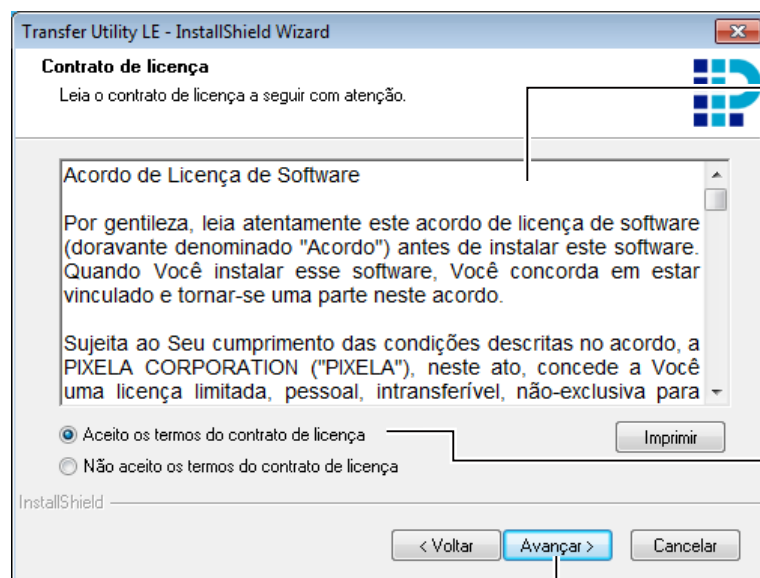 Transfer Utility LE - InstallShield Wizard
Contrato de licença
Leia o contrato de licença a seguir com atenção.
Acordo de Licença de Software
Por gentileza, leia atentamente este acordo de licença de software
(doravante denominado "Acordo") antes de instalar este software.
Quando Você instalar esse software, Você concorda em estar
vinculado e tornar-se uma parte neste acordo.
Sujeita ao Seu cumprimento das condições descritas no acordo, a
PIXELA CORPORATION ("PIXELA"), neste ato, concede a Você
uma licença limitada, pessoal, intransferível, não-exclusiva para
Aceito os termos do contrato de licença
Imprimir
Não aceito os termos do contrato de licença
InstallShield
< Voltar
Avançar >
Cancelar